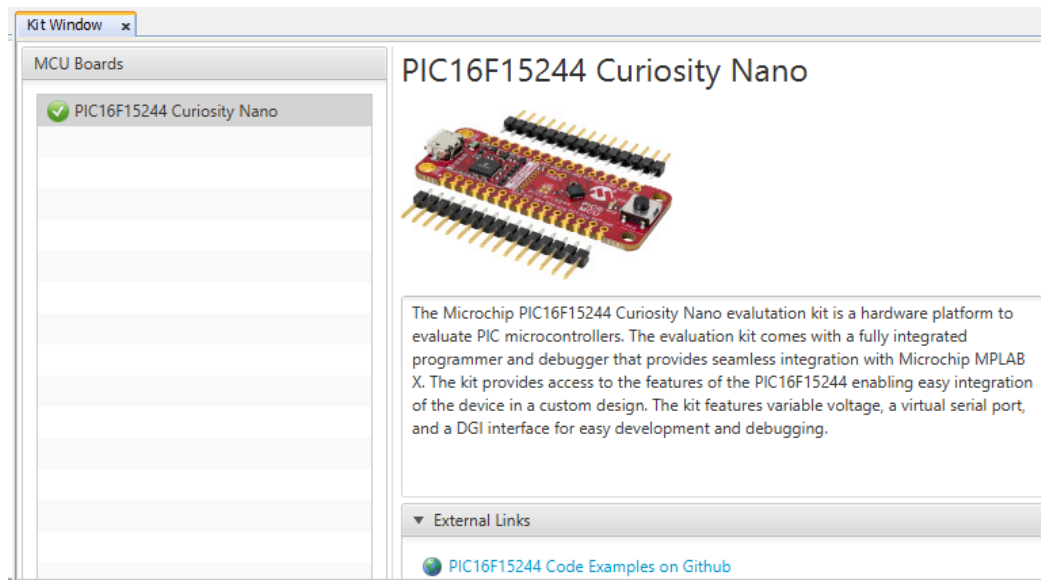 Kit Window x
MCU Boards
PIC16F15244 Curiosity Nano
PIC16F15244 Curiosity Nano
The Microchip PIC16F15244 Curiosity Nano evalutation kit is a hardware platform to
evaluate PIC microcontrollers. The evaluation kit comes with a fully integrated
programmer and debugger that provides seamless integration with Microchip MPLAB
X. The kit provides access to the features of the PIC16F15244 enabling easy integration
of the device in a custom design. The kit features variable voltage, a virtual serial port,
and a DGI interface for easy development and debugging.
External Links
PIC16F15244 Code Examples on Github